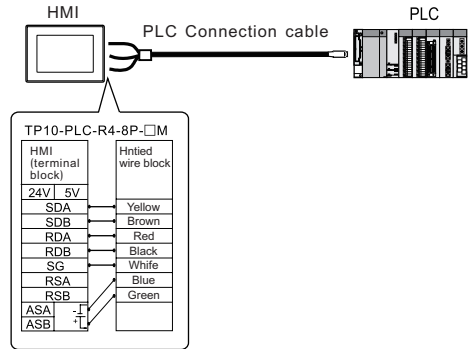 HMI
PLC
PLC Connection cable
TP10-PLC-R4-8P-□M
HMI
(terminal
block)
Hntied
wire block
24V 5V
SDA Yellow
SDB Brown
RDA Red
RDB Black
SG Whife
RSA Blue
RSB Green
ASA -
ASB +